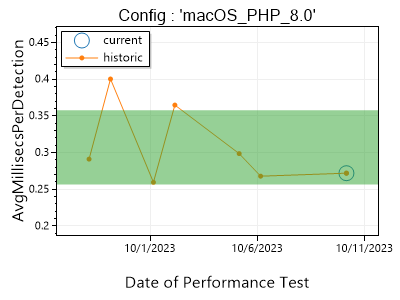 Config : 'macOS_PHP_8.0'
current
historic
AvgMillisecsPerDetection
0.45
0.4
0.35
0.3
0.25
0.2
10/1/2023
10/6/2023
10/11/2023
Date of Performance Test